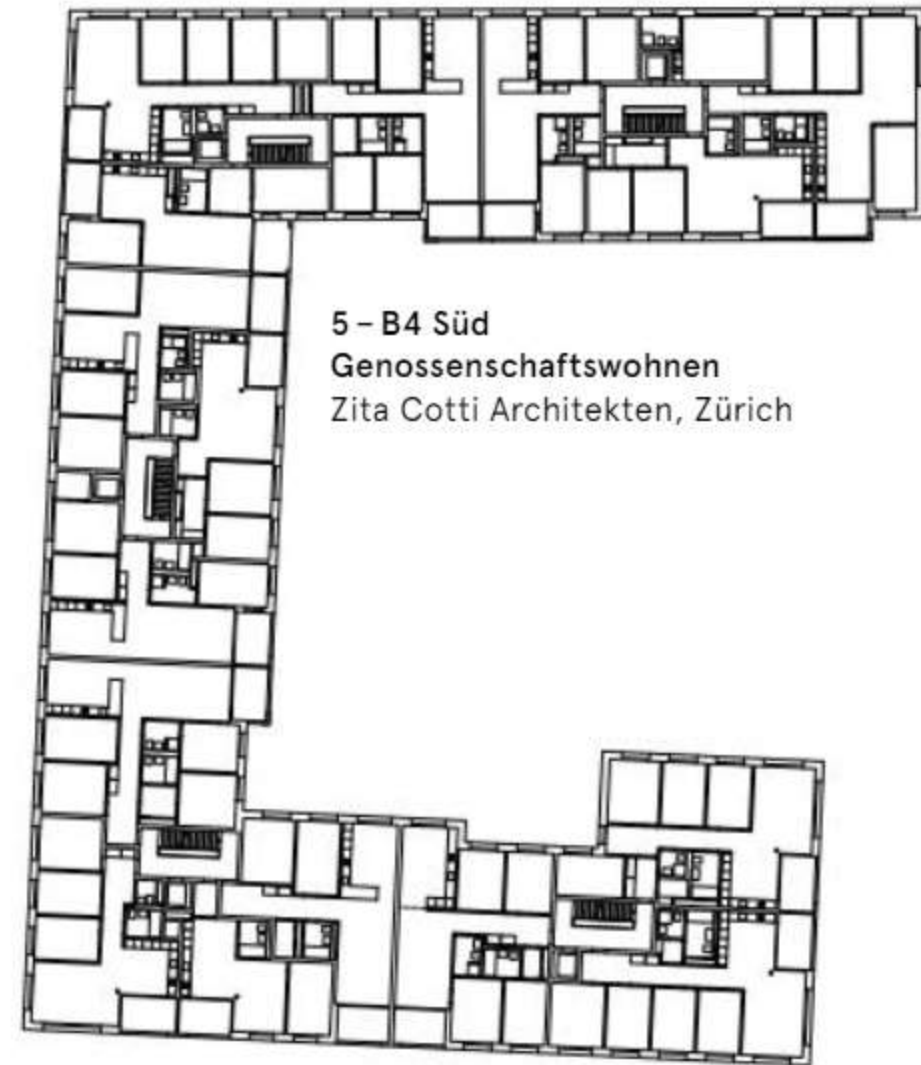 5 – B4 Süd
Genossenschaftswohnen
Zita Cotti Architekten, Zürich